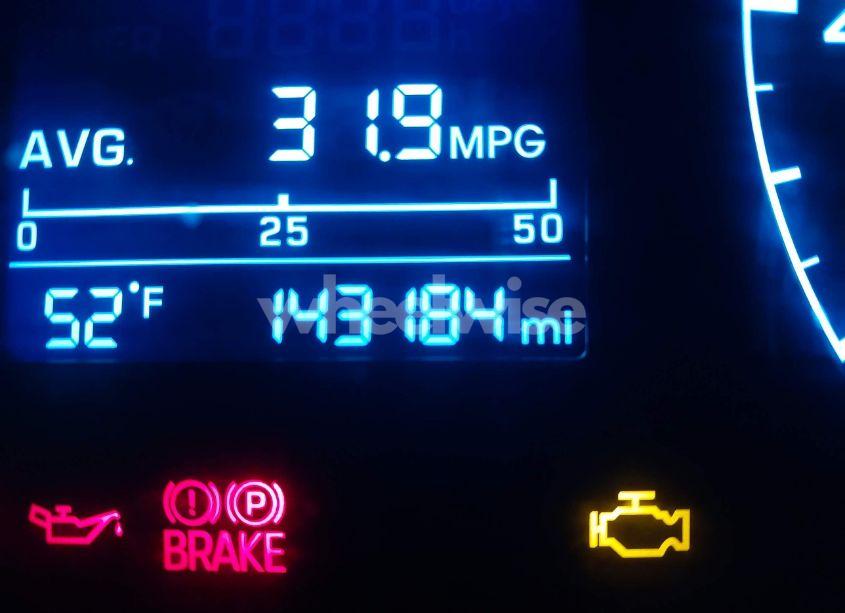 AVG. 31.9 MPG
0 25 50
52°F 143184 mi
wheelwise
! P
BRAKE